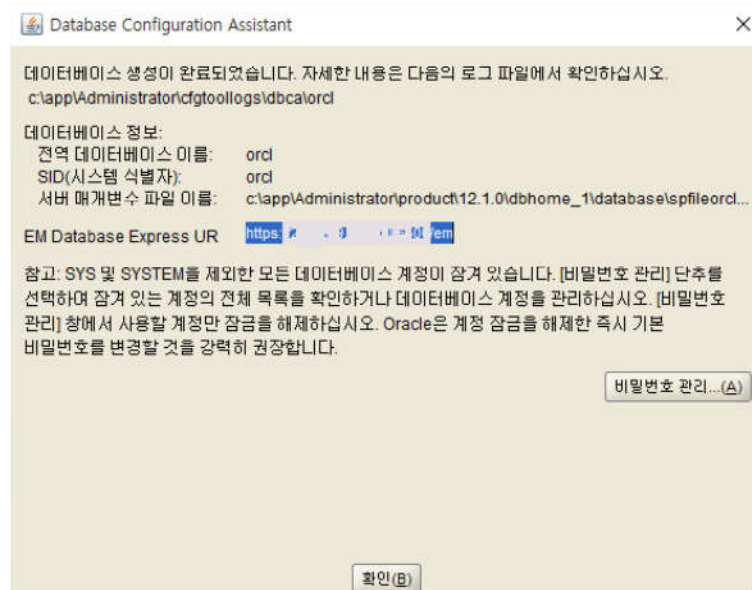 Database Configuration Assistant
데이터베이스 생성이 완료되었습니다. 자세한 내용은 다음의 로그 파일에서 확인하십시오.
c:\app\Administrator\cfgtoollogs\dbca\orcl
데이터베이스 정보:
전역 데이터베이스 이름: orcl
SID(시스템 식별자): orcl
서버 매개변수 파일 이름: c:\app\Administrator\product\12.1.0\dbhome_1\database\spfileorcl...
EM Database Express UR https: /em
참고: SYS 및 SYSTEM을 제외한 모든 데이터베이스 계정이 잠겨 있습니다. [비밀번호 관리] 단추를
선택하여 잠겨 있는 계정의 전체 목록을 확인하거나 데이터베이스 계정을 관리하십시오. [비밀번호
관리] 창에서 사용할 계정만 잠금을 해제하십시오. Oracle은 계정 잠금을 해제한 즉시 기본
비밀번호를 변경할 것을 강력히 권장합니다.
비밀번호 관리...(A)
확인(B)